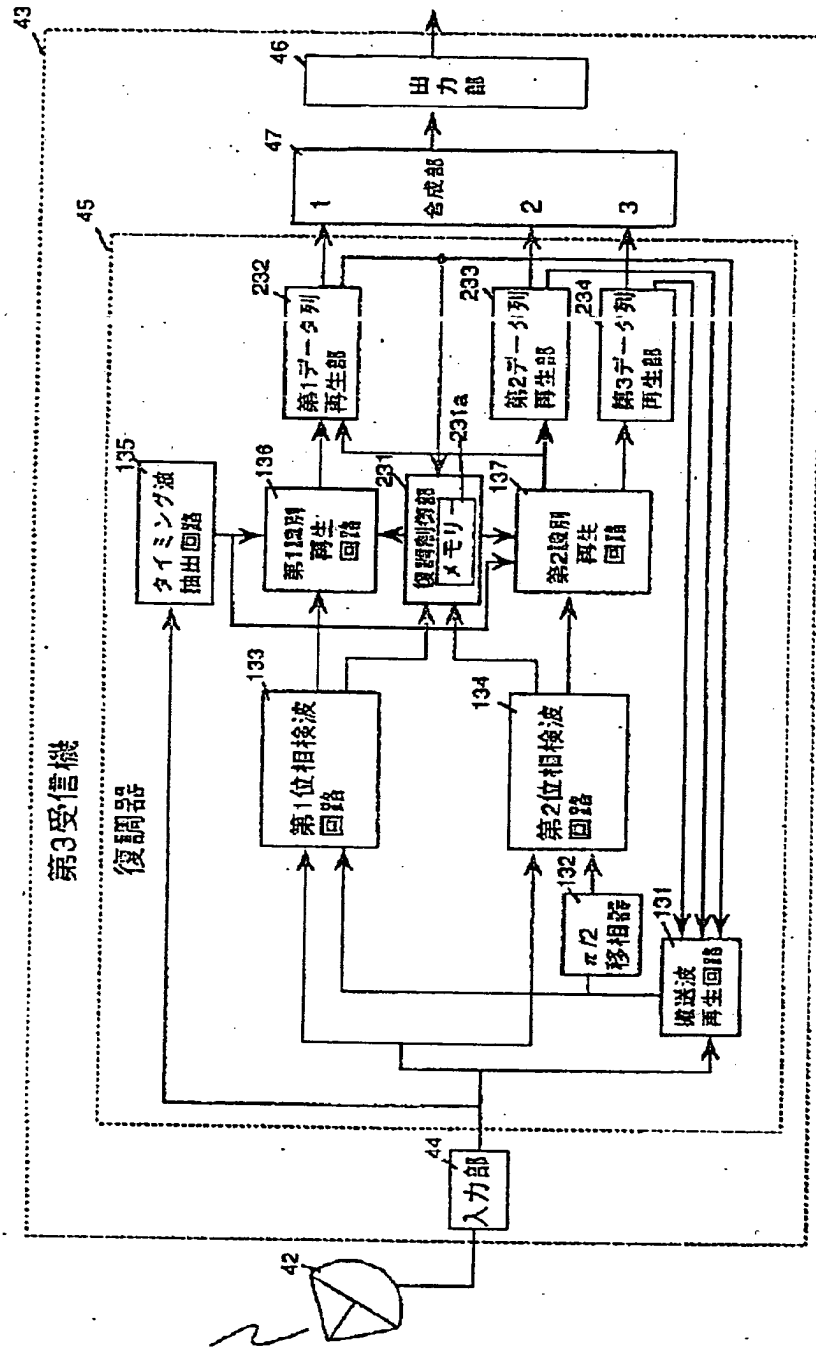 43
第3受信機
45
復調器
42
44
入力部
135
タイミング波
抽出回路
133
第1位相検波
回路
134
第2位相検波
回路
132
π/2
移相器
131
搬送波
再生回路
136
第1識別
再生
回路
231
復調制御部
メモリー
231a
137
第2識別
再生
回路
232
第1データ列
再生部
233
第2データ列
再生部
234
第3データ列
再生部
47
1
合成部
2
3
46
出力部